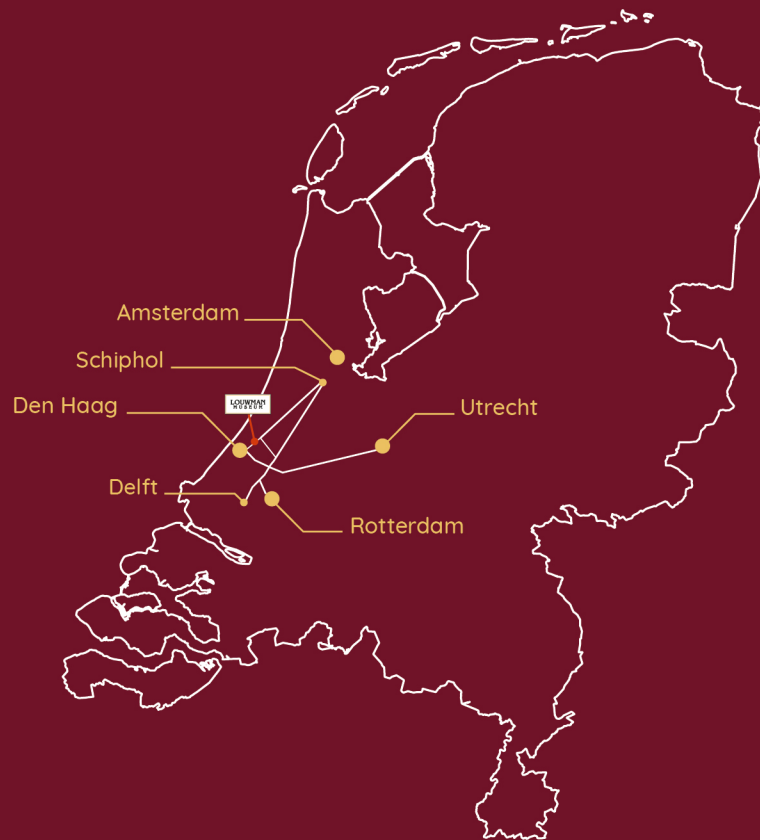 Amsterdam
Schiphol
LOUWMAN
MUSEUM
Den Haag
Utrecht
Delft
Rotterdam